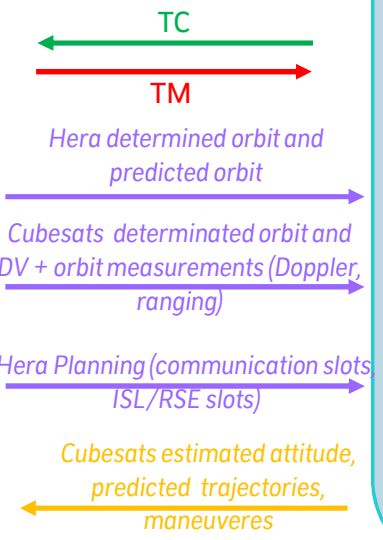 TC
TM
Hera determined orbit and
predicted orbit
Cubesats determinated orbit and
DV + orbit measurements (Doppler,
ranging)
Hera Planning (communication slots,
ISL/RSE slots)
Cubesats estimated attitude,
predicted trajectories,
maneuveres